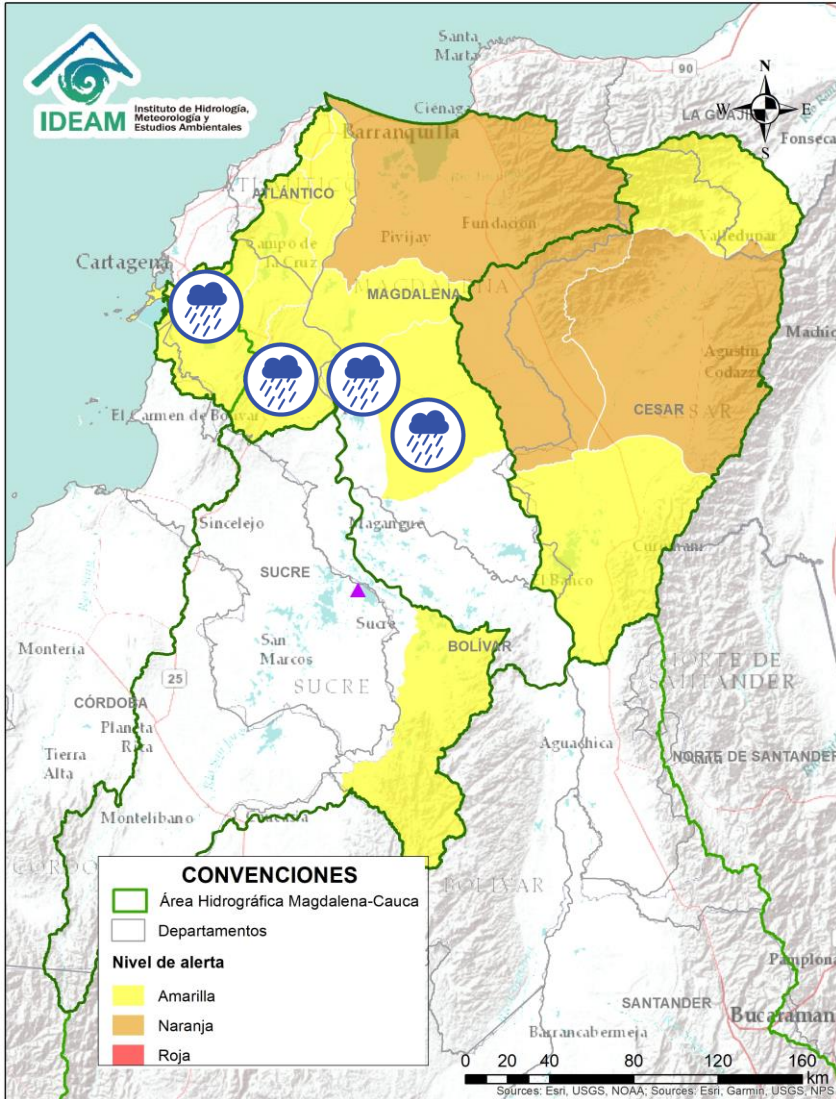 IDEAM
Instituto de Hidrología,
Meteorología y
Estudios Ambientales
Santa
Marta
90
N
W
E
S
LA GUAJIR
Fonseca
Ciénaga
Barranquilla
ATLÁNTICO
Campo de
la Cruz
Pivijay
Fundación
Valledupar
Cartagena
MAGDALENA
Agustín
Codazzi
CESAR
El Carmen de Bolívar
Sincelejo
Magangué
Curumaní
El Banco
SUCRE
Sucre
San
Marcos
SUCRE
BOLÍVAR
Montería
25
NORTE DE
SANTANDER
CÓRDOBA
Planeta
Rica
Tierra
Alta
Aguachica
NORTE DE SANTANDER
Montelibano
BOLÍVAR
CONVENCIONES
Área Hidrográfica Magdalena-Cauca
Departamentos
Nivel de alerta
Amarilla
Naranja
Roja
Pamplona
SANTANDER
Bucaraman
Barrancabermeja
0 20 40 80 120 160
km
Sources: Esri, USGS, NOAA; Sources: Esri, Garmin, USGS, NPS